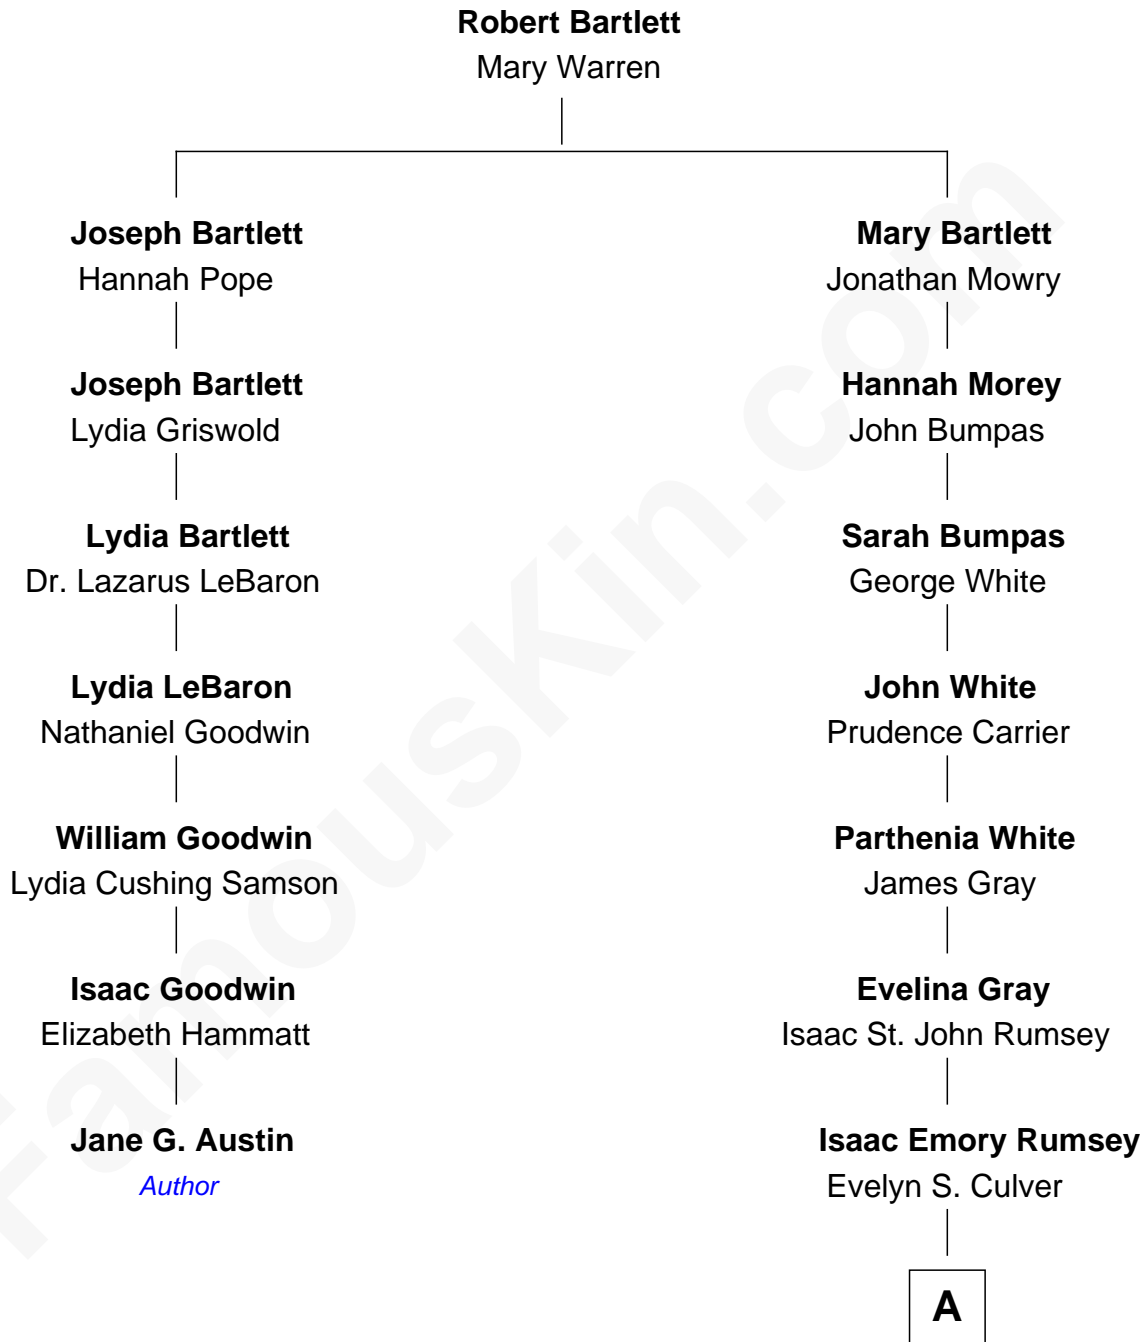 Robert Bartlett
Mary Warren
Joseph Bartlett
Hannah Pope
Joseph Bartlett
Lydia Griswold
Lydia Bartlett
Dr. Lazarus LeBaron
Lydia LeBaron
Nathaniel Goodwin
William Goodwin
Lydia Cushing Samson
Isaac Goodwin
Elizabeth Hammatt
Jane G. Austin
Author
Mary Bartlett
Jonathan Mowry
Hannah Morey
John Bumpas
Sarah Bumpas
George White
John White
Prudence Carrier
Parthenia White
James Gray
Evelina Gray
Isaac St. John Rumsey
Isaac Emory Rumsey
Evelyn S. Culver
A
FamousKin.com